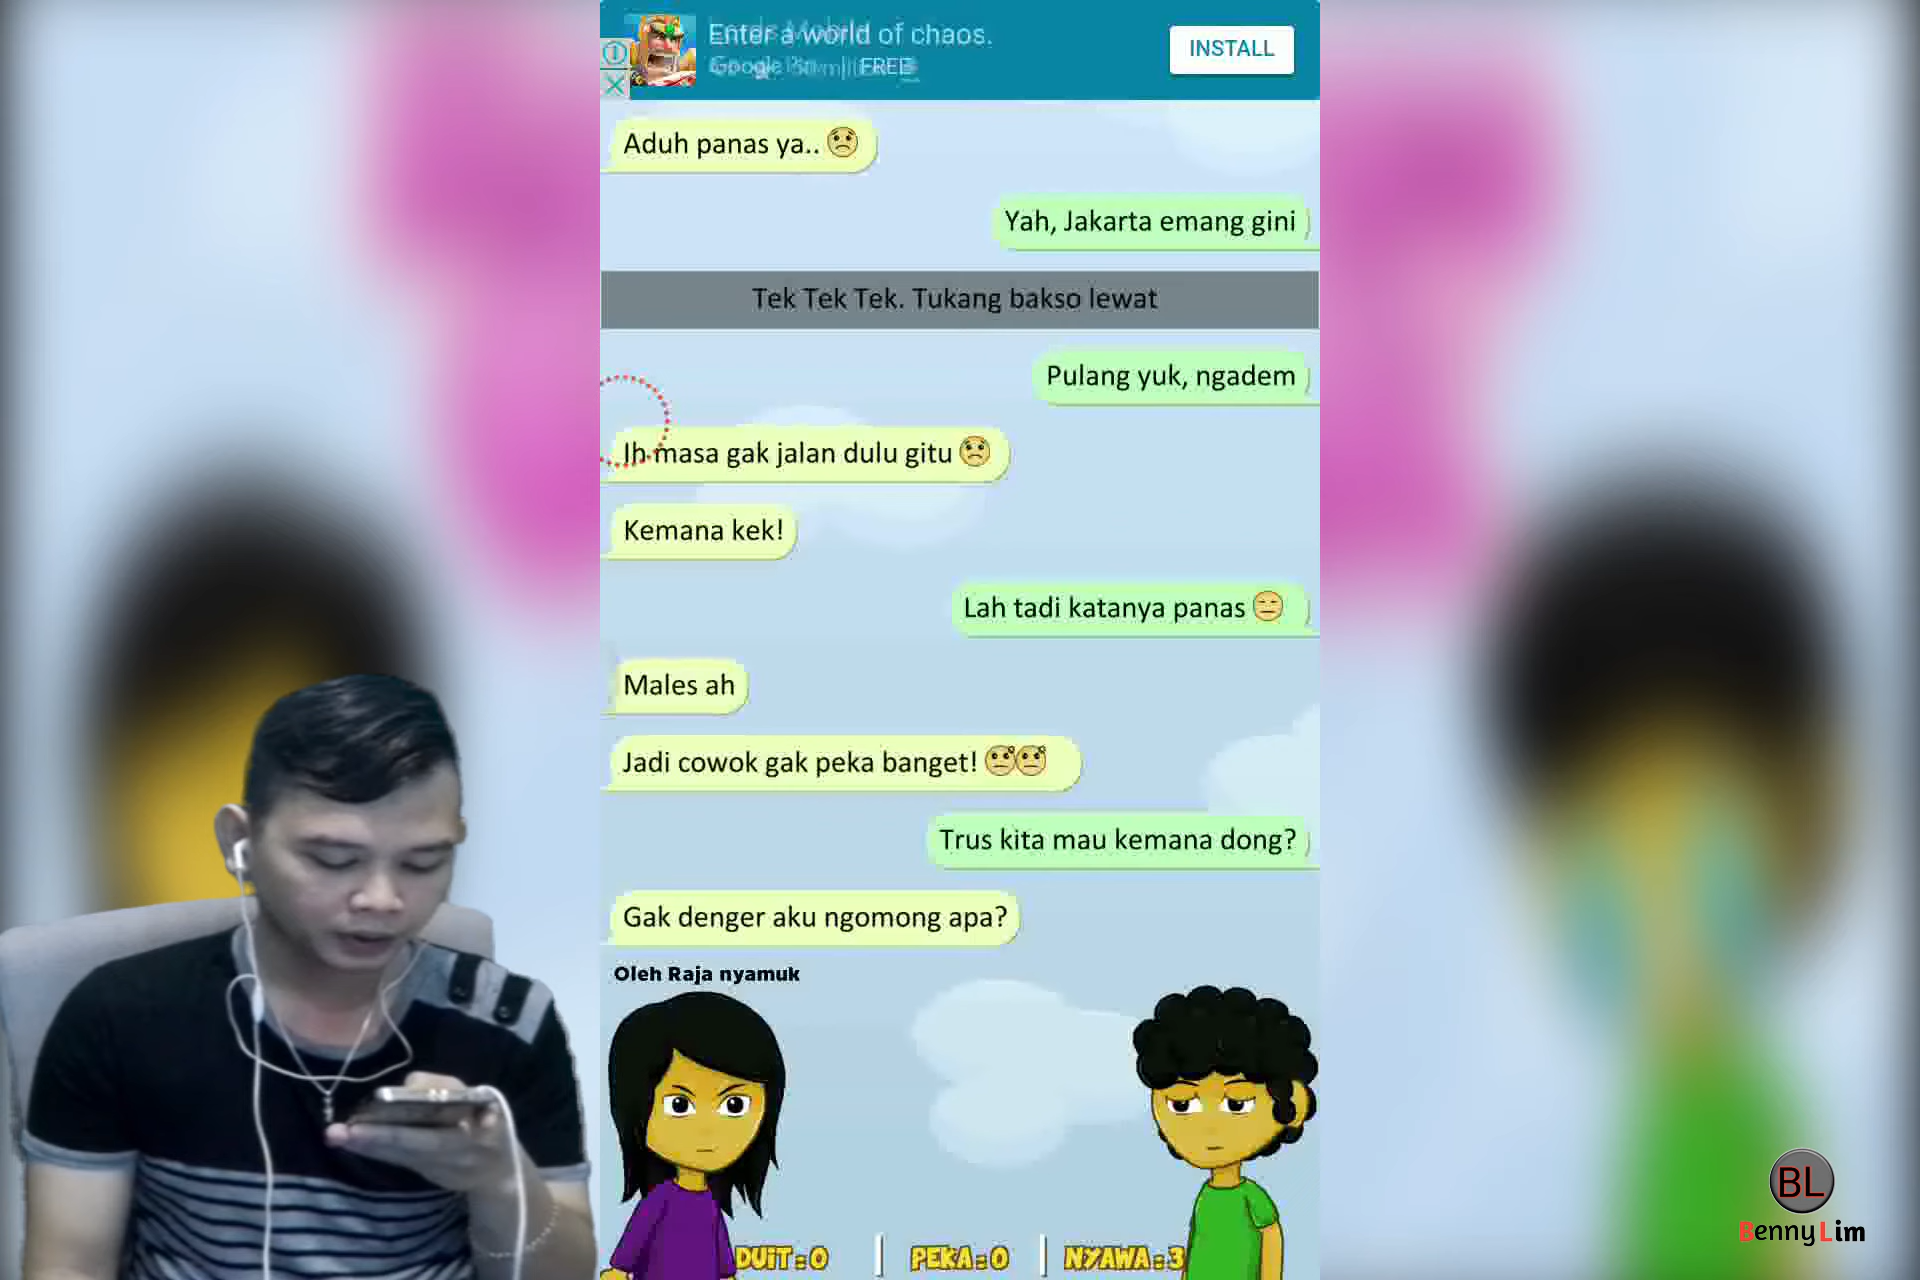 Enter a world of chaos.
FREE
INSTALL
Aduh panas ya..
Yah, Jakarta emang gini
Tek Tek Tek. Tukang bakso lewat
Pulang yuk, ngadem
Ih masa gak jalan dulu gitu
Kemana kek!
Lah tadi katanya panas
Males ah
Jadi cowok gak peka banget!
Trus kita mau kemana dong?
Gak denger aku ngomong apa?
Oleh Raja nyamuk
DUIT:0 | PEKA:0 | NYAWA:3
BL
Benny Lim